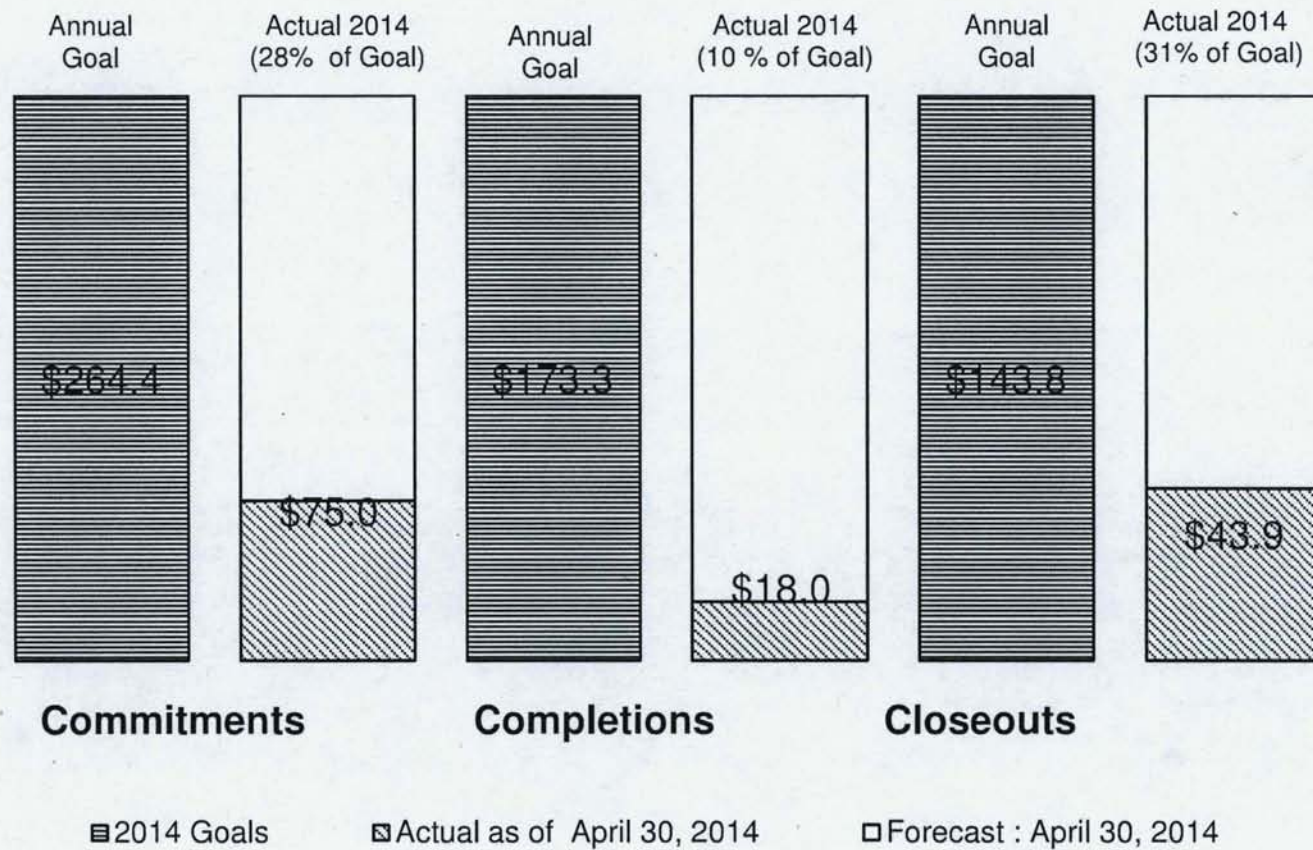 Annual
Goal
Actual 2014
(28% of Goal)
Annual
Goal
Actual 2014
(10 % of Goal)
Annual
Goal
Actual 2014
(31% of Goal)
$264.4
$75.0
$173.3
$18.0
$143.8
$43.9
Commitments
Completions
Closeouts
2014 Goals
Actual as of April 30, 2014
Forecast : April 30, 2014